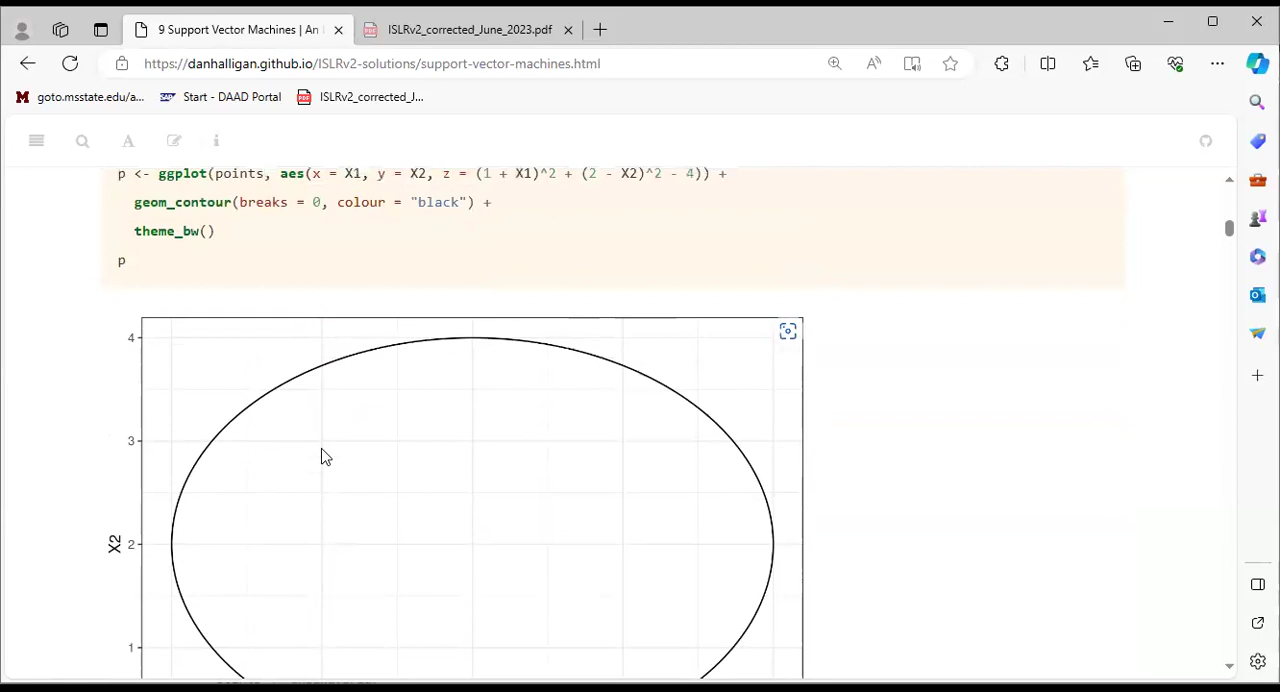 9 Support Vector Machines | An
ISLRv2_corrected_June_2023.pdf
https://danhalligan.github.io/ISLRv2-solutions/support-vector-machines.html
goto.msstate.edu/a...
Start - DAAD Portal
ISLRv2_corrected_J...
p <- ggplot(points, aes(x = X1, y = X2, z = (1 + X1)^2 + (2 - X2)^2 - 4)) +
geom_contour(breaks = 0, colour = "black") +
theme_bw()
p
4
3
X2
2
1